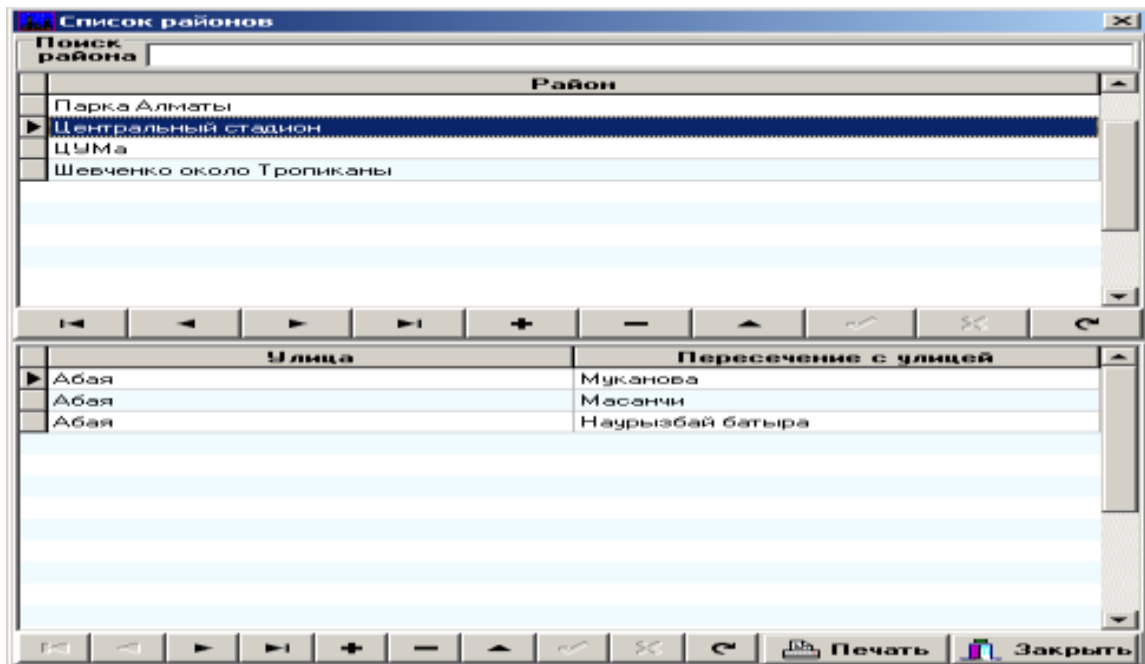 Список районов
Поиск
района
Район
Парка Алматы
Центральный стадион
ЦУМа
Шевченко около Тропиканы
Улица Пересечение с улицей
Абая Муканова
Абая Масанчи
Абая Наурызбай батыра
Печать Закрыть